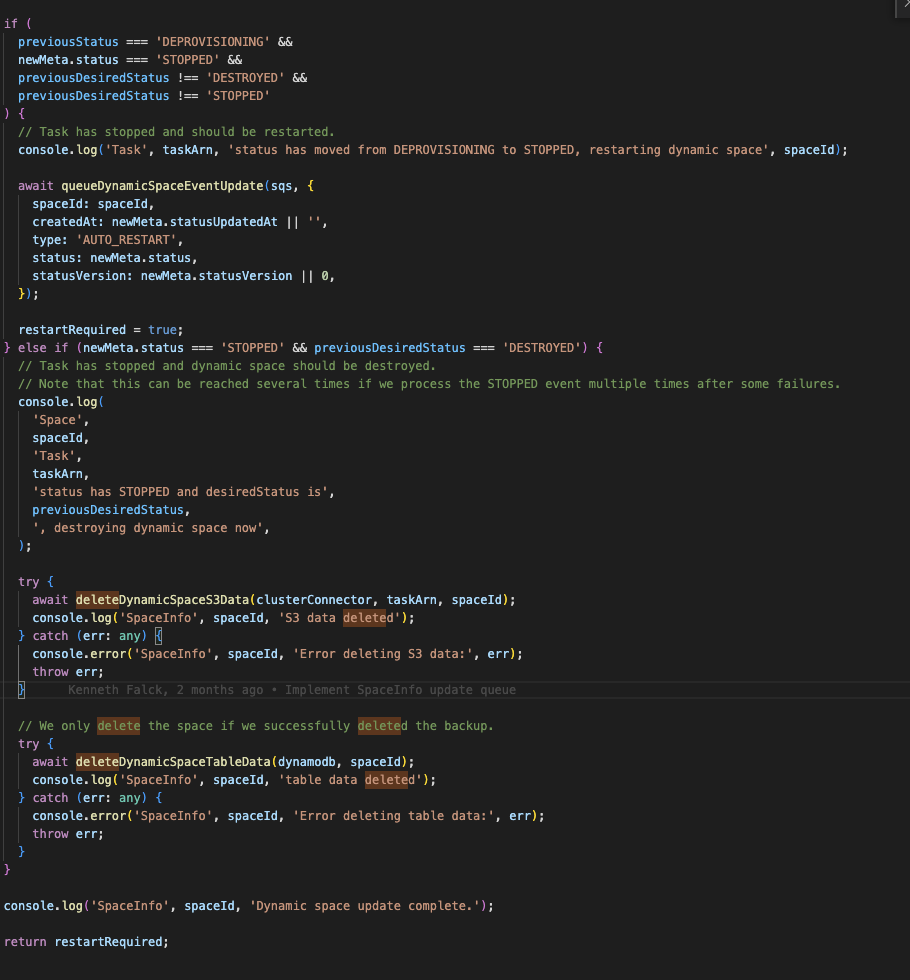 if (
  previousStatus === 'DEPROVISIONING' &&
  newMeta.status === 'STOPPED' &&
  previousDesiredStatus !== 'DESTROYED' &&
  previousDesiredStatus !== 'STOPPED'
) {
  // Task has stopped and should be restarted.
  console.log('Task', taskArn, 'status has moved from DEPROVISIONING to STOPPED, restarting dynamic space', spaceId);

  await queueDynamicSpaceEventUpdate(sqs, {
    spaceId: spaceId,
    createdAt: newMeta.statusUpdatedAt || '',
    type: 'AUTO_RESTART',
    status: newMeta.status,
    statusVersion: newMeta.statusVersion || 0,
  });

  restartRequired = true;
} else if (newMeta.status === 'STOPPED' && previousDesiredStatus === 'DESTROYED') {
  // Task has stopped and dynamic space should be destroyed.
  // Note that this can be reached several times if we process the STOPPED event multiple times after some failures.
  console.log(
    'Space',
    spaceId,
    'Task',
    taskArn,
    'status has STOPPED and desiredStatus is',
    previousDesiredStatus,
    ', destroying dynamic space now',
  );

  try {
    await deleteDynamicSpaceS3Data(clusterConnector, taskArn, spaceId);
    console.log('SpaceInfo', spaceId, 'S3 data deleted');
  } catch (err: any) {
    console.error('SpaceInfo', spaceId, 'Error deleting S3 data:', err);
    throw err;
  }      Kenneth Falck, 2 months ago • Implement SpaceInfo update queue

  // We only delete the space if we successfully deleted the backup.
  try {
    await deleteDynamicSpaceTableData(dynamodb, spaceId);
    console.log('SpaceInfo', spaceId, 'table data deleted');
  } catch (err: any) {
    console.error('SpaceInfo', spaceId, 'Error deleting table data:', err);
    throw err;
  }
}

console.log('SpaceInfo', spaceId, 'Dynamic space update complete.');

return restartRequired;